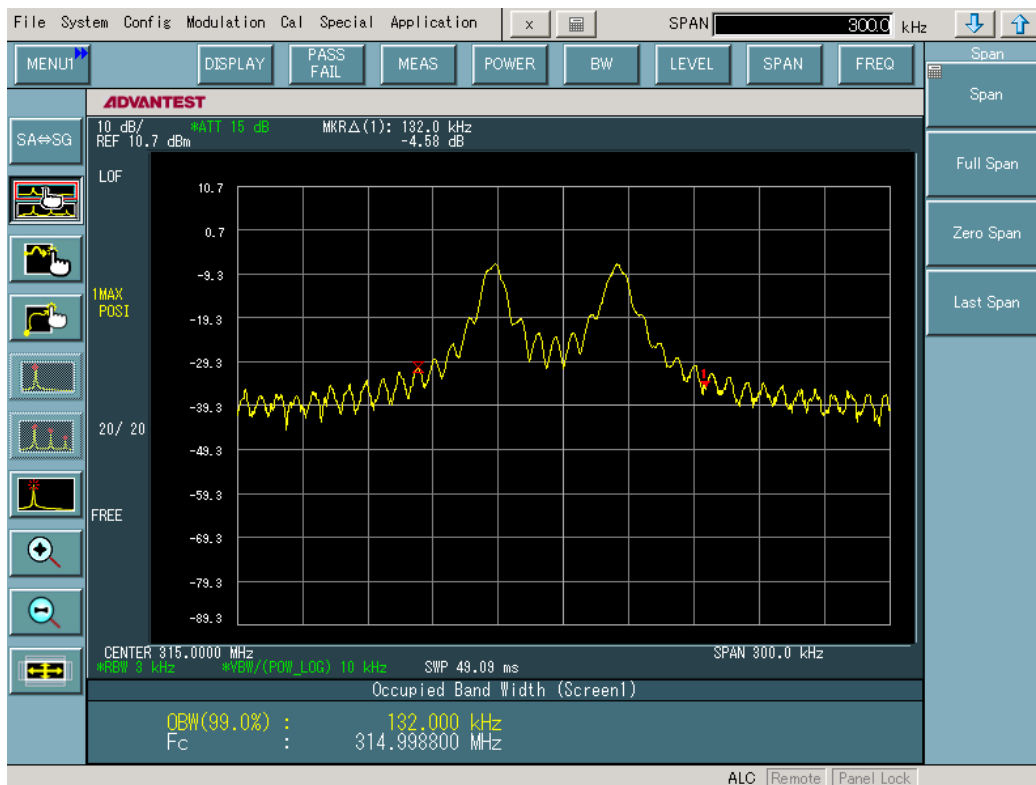 File System Config Modulation Cal Special Application x SPAN 300.0 kHz
MENU1 DISPLAY PASS FAIL MEAS POWER BW LEVEL SPAN FREQ
Span
Span
Full Span
Zero Span
Last Span
ADVANTEST
SA⇔SG
10 dB/ *ATT 15 dB MKRΔ(1): 132.0 kHz
REF 10.7 dBm -4.58 dB
LOF
1MAX
POSI
20/ 20
FREE
10.7
0.7
-9.3
-19.3
-29.3
-39.3
-49.3
-59.3
-69.3
-79.3
-89.3
1
CENTER 315.0000 MHz SPAN 300.0 kHz
*RBW 3 kHz *VBW/(POW_LOG) 10 kHz SWP 49.09 ms
Occupied Band Width (Screen1)
OBW(99.0%) : 132.000 kHz
Fc : 314.998800 MHz
ALC Remote Panel Lock